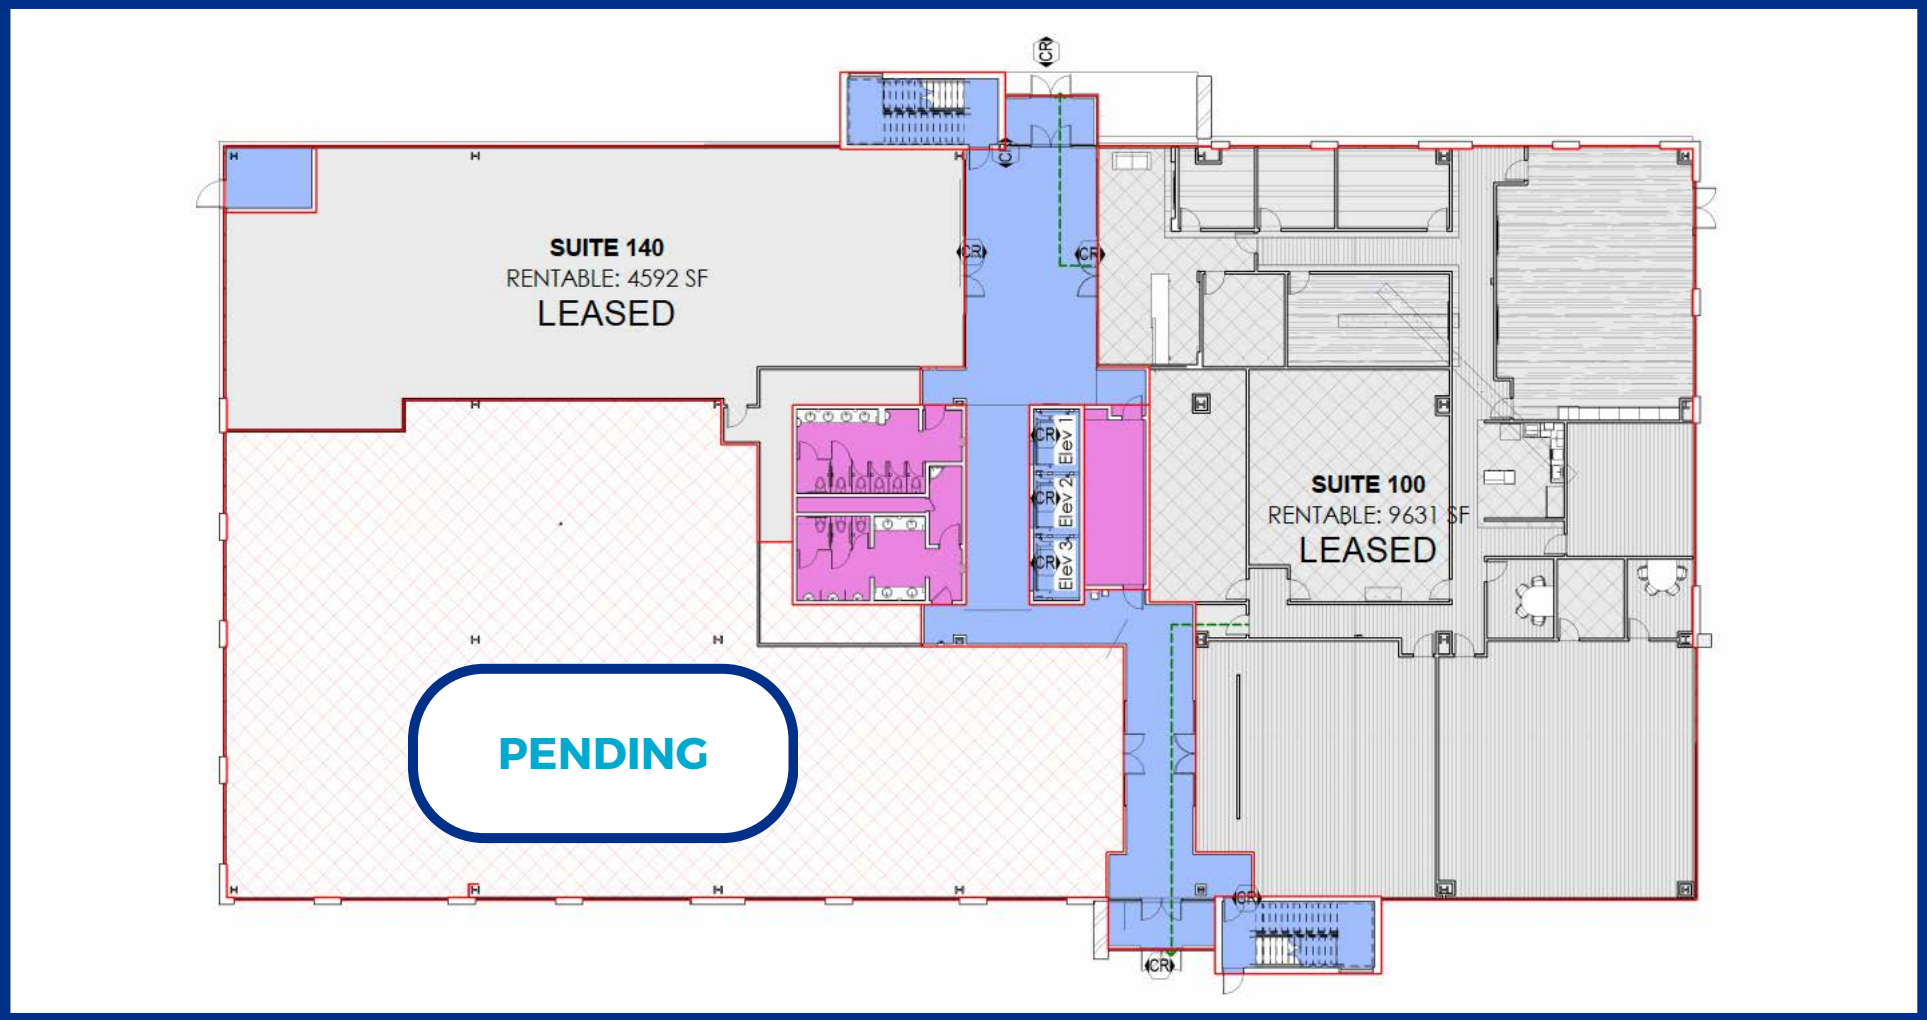 CR
CR
CR
CR
SUITE 140
RENTABLE: 4592 SF
LEASED
CR
Elev 1
CR
Elev 2
CR
Elev 3
SUITE 100
RENTABLE: 9631 SF
LEASED
PENDING
CR
CR